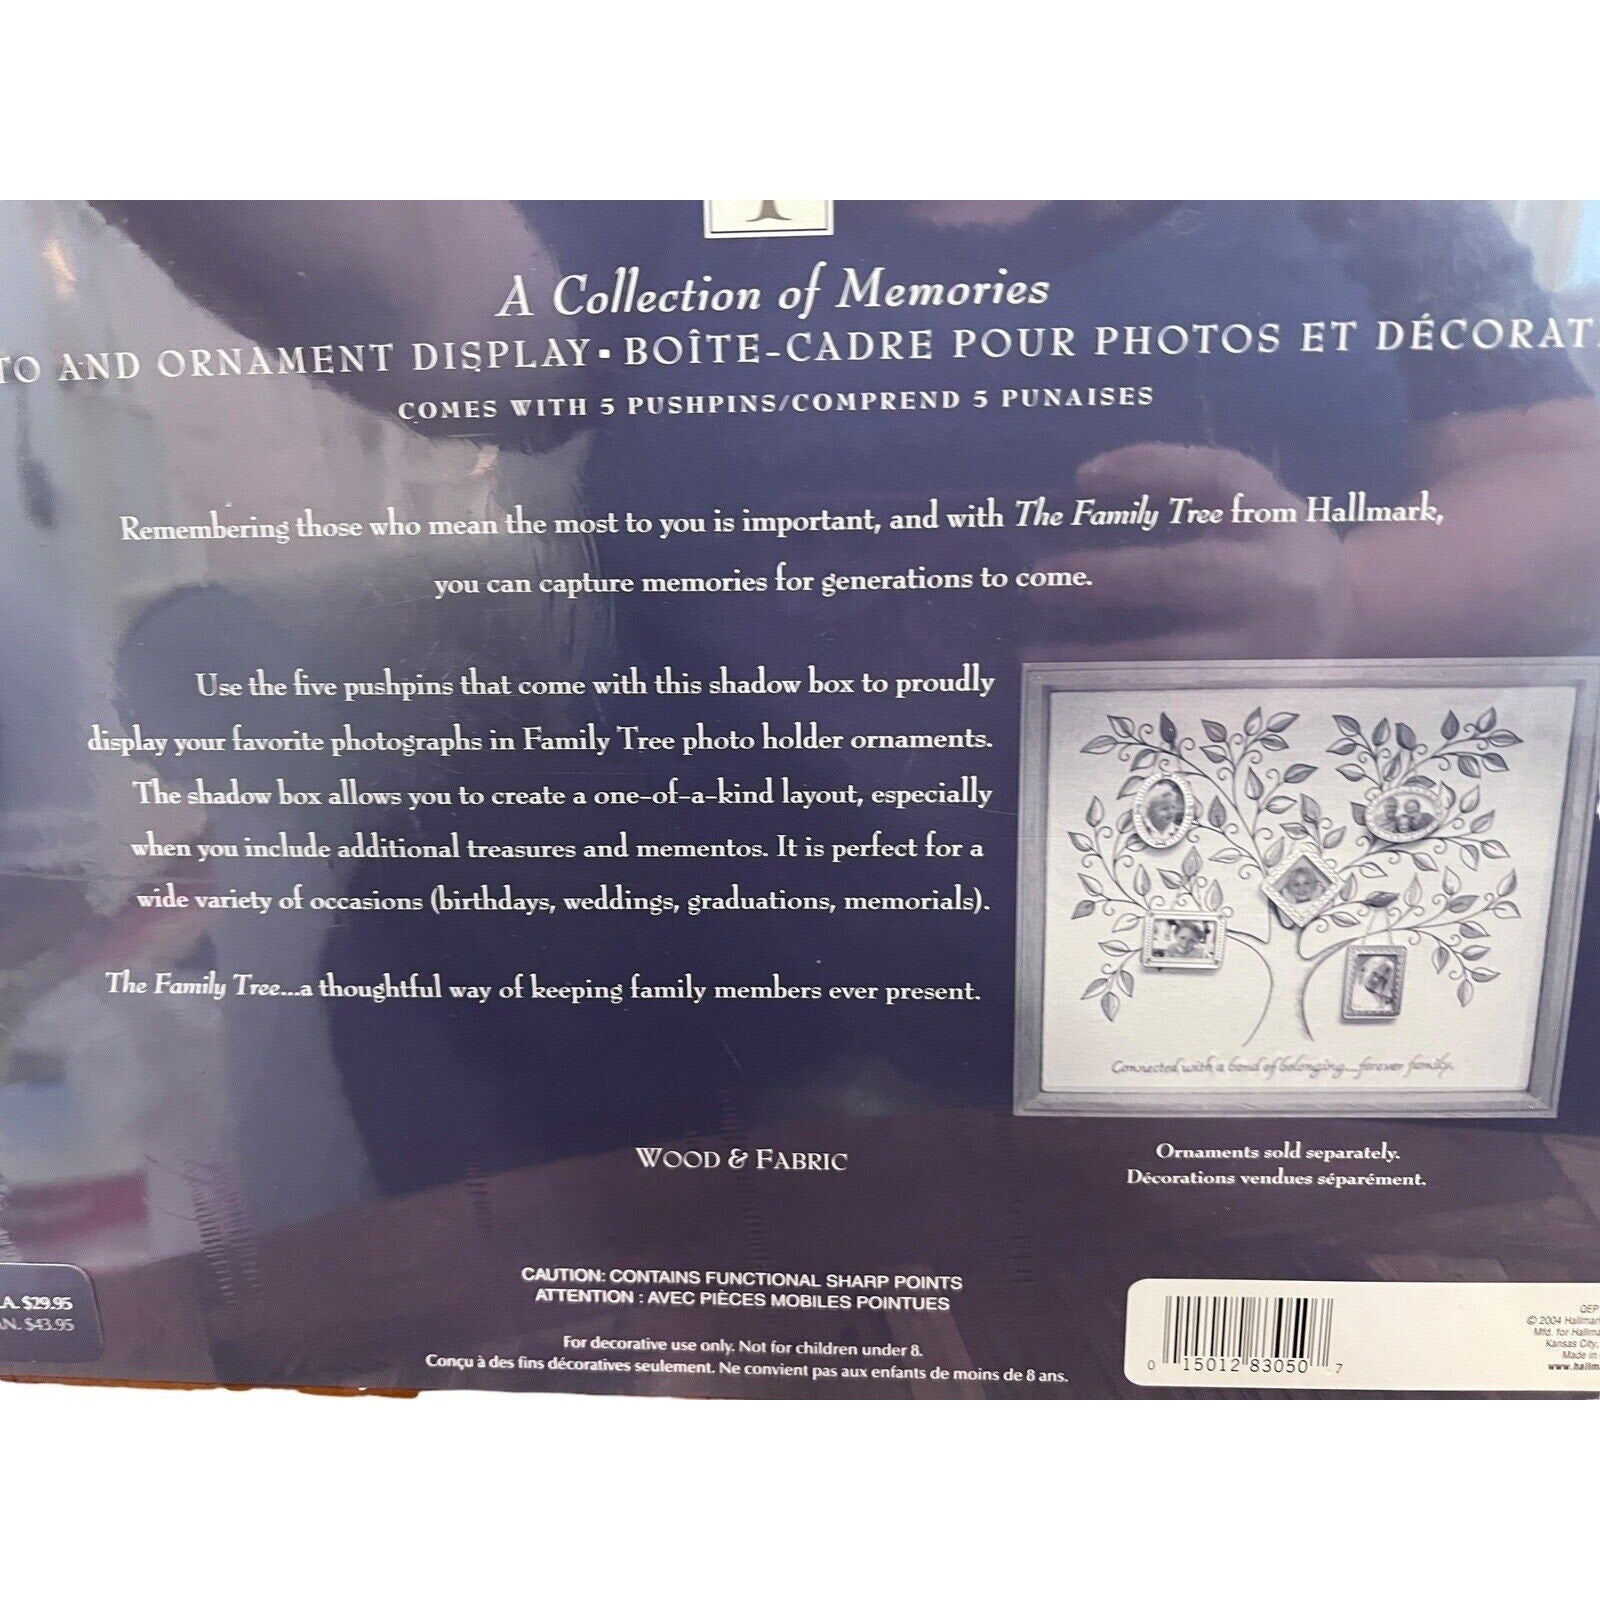 A Collection of Memories
AND ORNAMENT DISPLAY ▪ BOÎTE-CADRE POUR PHOTOS ET
COMES WITH 5 PUSHPINS/COMPREND 5 PUNAISES
Remembering those who mean the most to you is important, and with The Family Tree from Hallmark,
you can capture memories for generations to come.
Use the five pushpins that come with this shadow box to proudly
display your favorite photographs in Family Tree photo holder ornaments.
The shadow box allows you to create a one-of-a-kind layout, especially
when you include additional treasures and mementos. It is perfect for a
wide variety of occasions (birthdays, weddings, graduations, memorials).
The Family Tree...a thoughtful way of keeping family members ever present.
Connected with a bond of belonging...forever family.
WOOD & FABRIC
Ornaments sold separately.
Décorations vendues séparément.
CAUTION: CONTAINS FUNCTIONAL SHARP POINTS
ATTENTION : AVEC PIÈCES MOBILES POINTUES
For decorative use only. Not for children under 8.
Conçu à des fins décoratives seulement. Ne convient pas aux enfants de moins de 8 ans.
$29.95
$43.95
0 15012 83050 7
QEP
© 2004 Hallmark
Mfd. for
Kansas City,
Made in